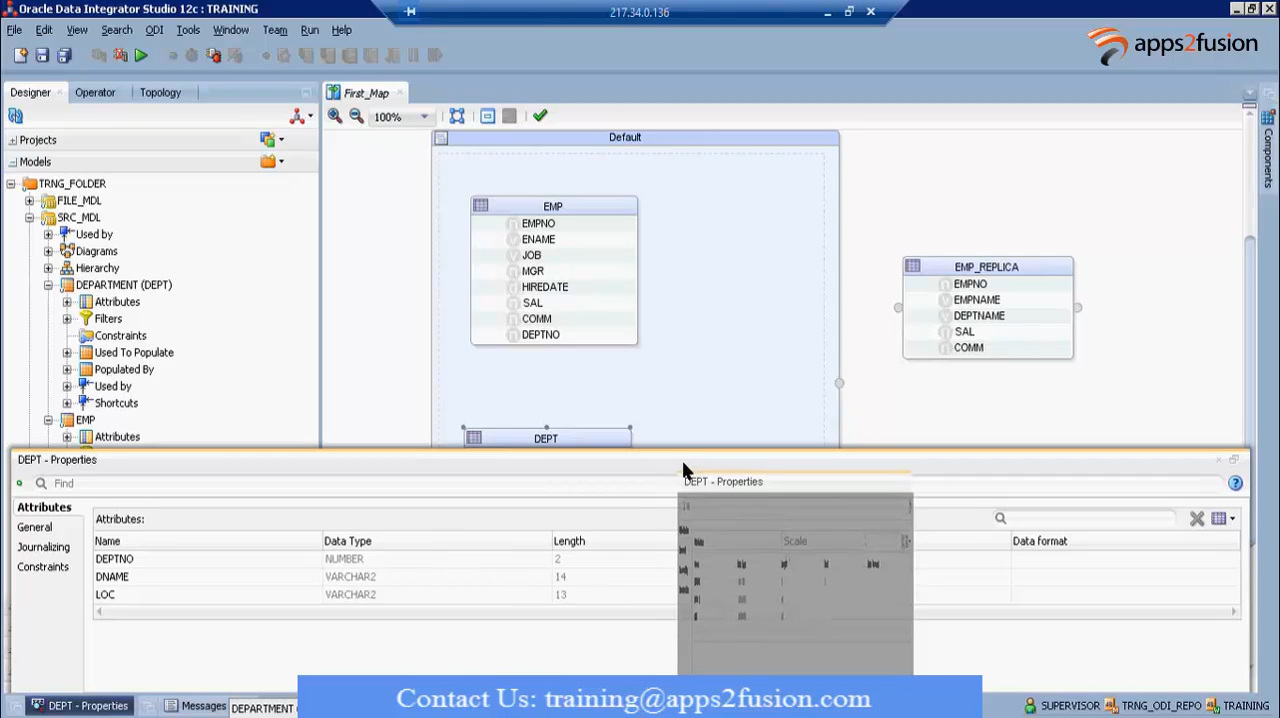 Oracle Data Integrator Studio 12c : TRAINING
217.34.0.136
File Edit View Search ODI Tools Window Team Run Help
apps2fusion
Designer Operator Topology
First_Map
100%
Components
Projects
Models
TRNG_FOLDER
FILE_MDL
SRC_MDL
Used by
Diagrams
Hierarchy
DEPARTMENT (DEPT)
Attributes
Filters
Constraints
Used To Populate
Populated By
Used by
Shortcuts
EMP
Attributes
Default
EMP
EMPNO
ENAME
JOB
MGR
HIREDATE
SAL
COMM
DEPTNO
DEPT
EMP_REPLICA
EMPNO
EMPNAME
DEPTNAME
SAL
COMM
DEPT - Properties
Find
Attributes
General
Journalizing
Constraints
Attributes:
Name Data Type Length Scale Data format
DEPTNO NUMBER 2
DNAME VARCHAR2 14
LOC VARCHAR2 13
DEPT - Properties
DEPT - Properties Messages DEPARTMENT
Contact Us: training@apps2fusion.com
SUPERVISOR TRNG_ODI_REPO TRAINING